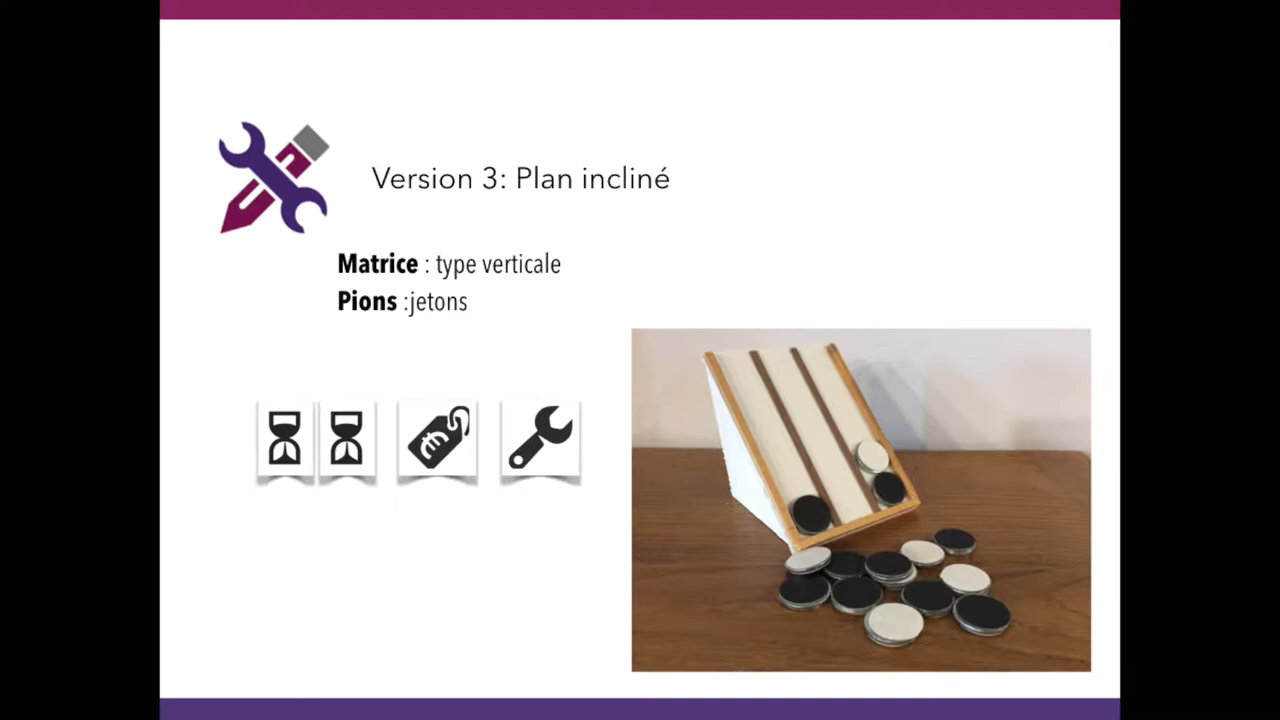 Version 3: Plan incliné
Matrice : type verticale
Pions :jetons